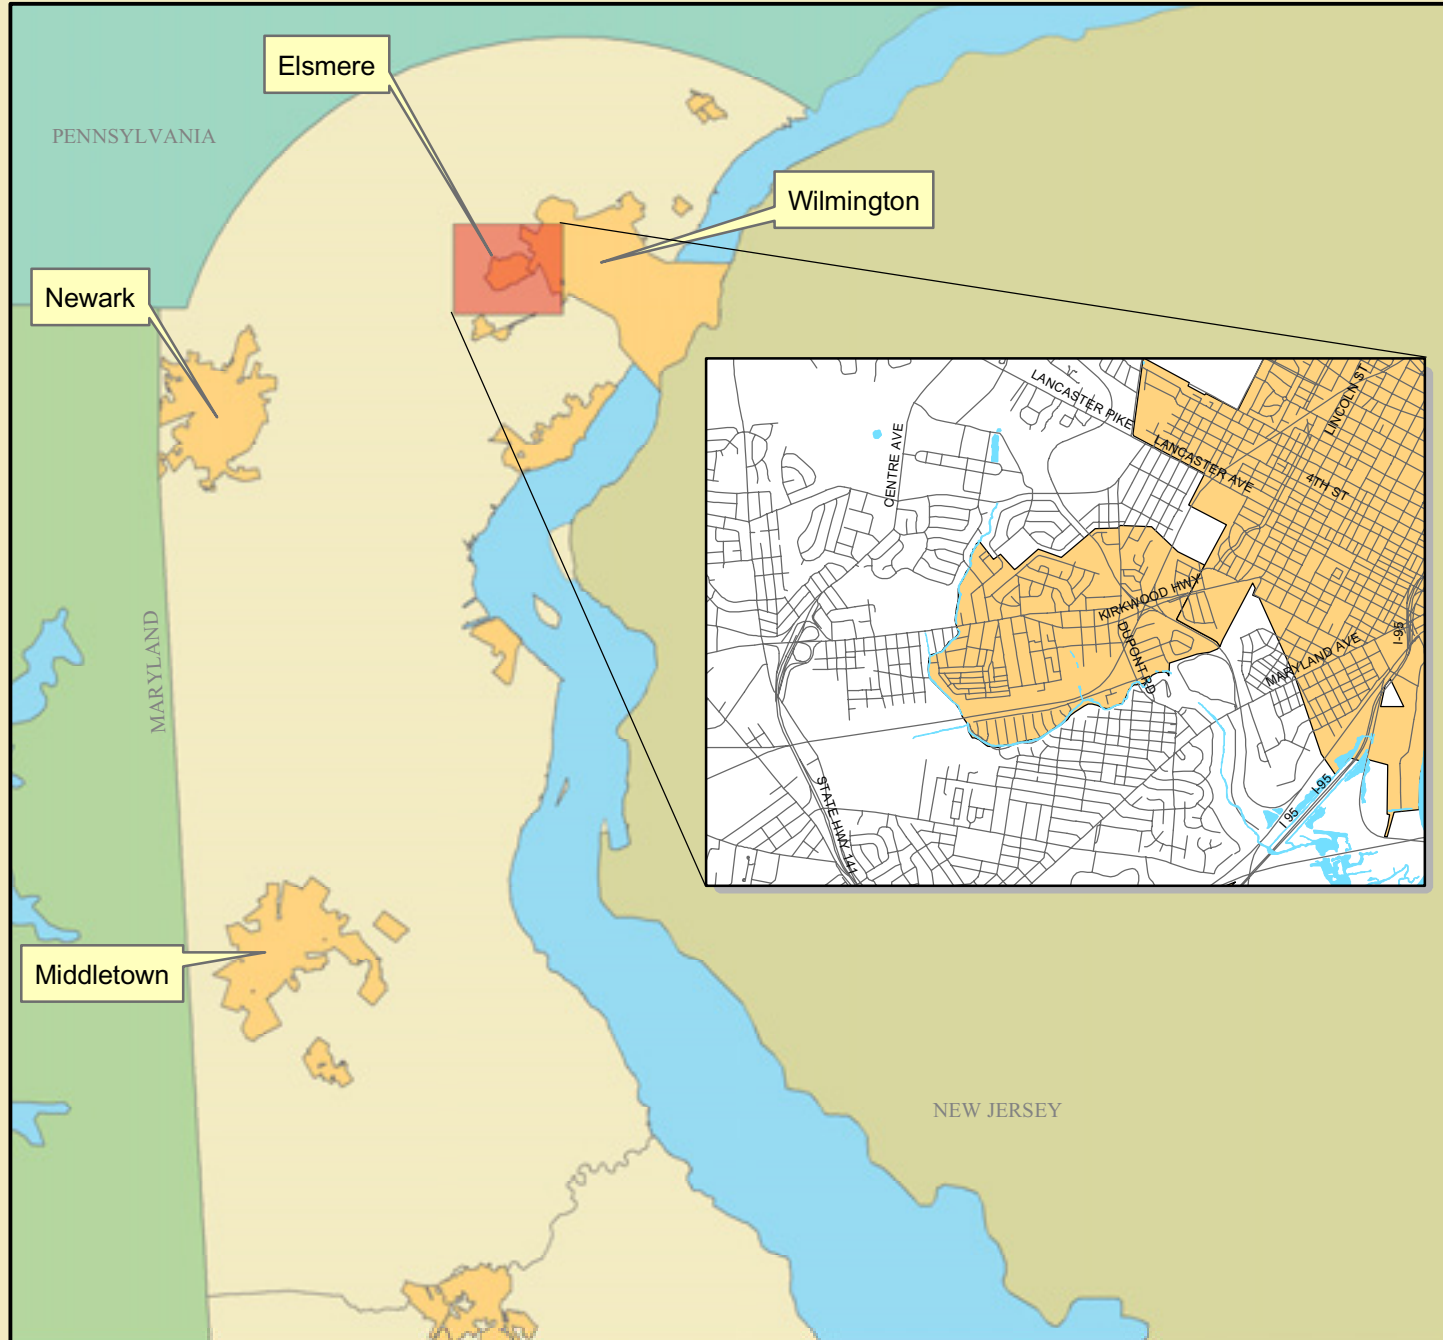 Elsmere
PENNSYLVANIA
Wilmington
Newark
LANCASTER PIKE
LINCOLN ST
CENTRE AVE
LANCASTER AVE
4TH ST
KIRKWOOD HWY
DUPONT RD
MARYLAND AVE
I-95
MARYLAND
STATE HWY 141
I 95
I-95
Middletown
NEW JERSEY